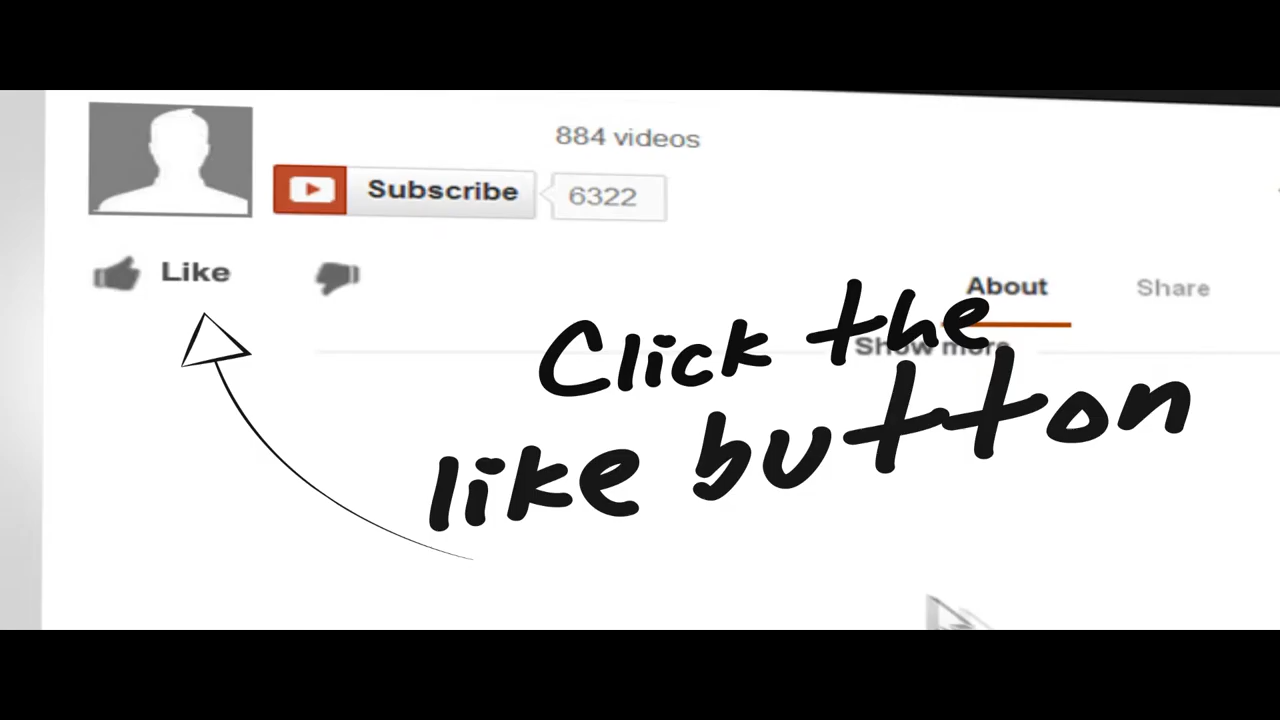 884 videos
Subscribe 6322
Like
About Share
Show more
Click the
like button